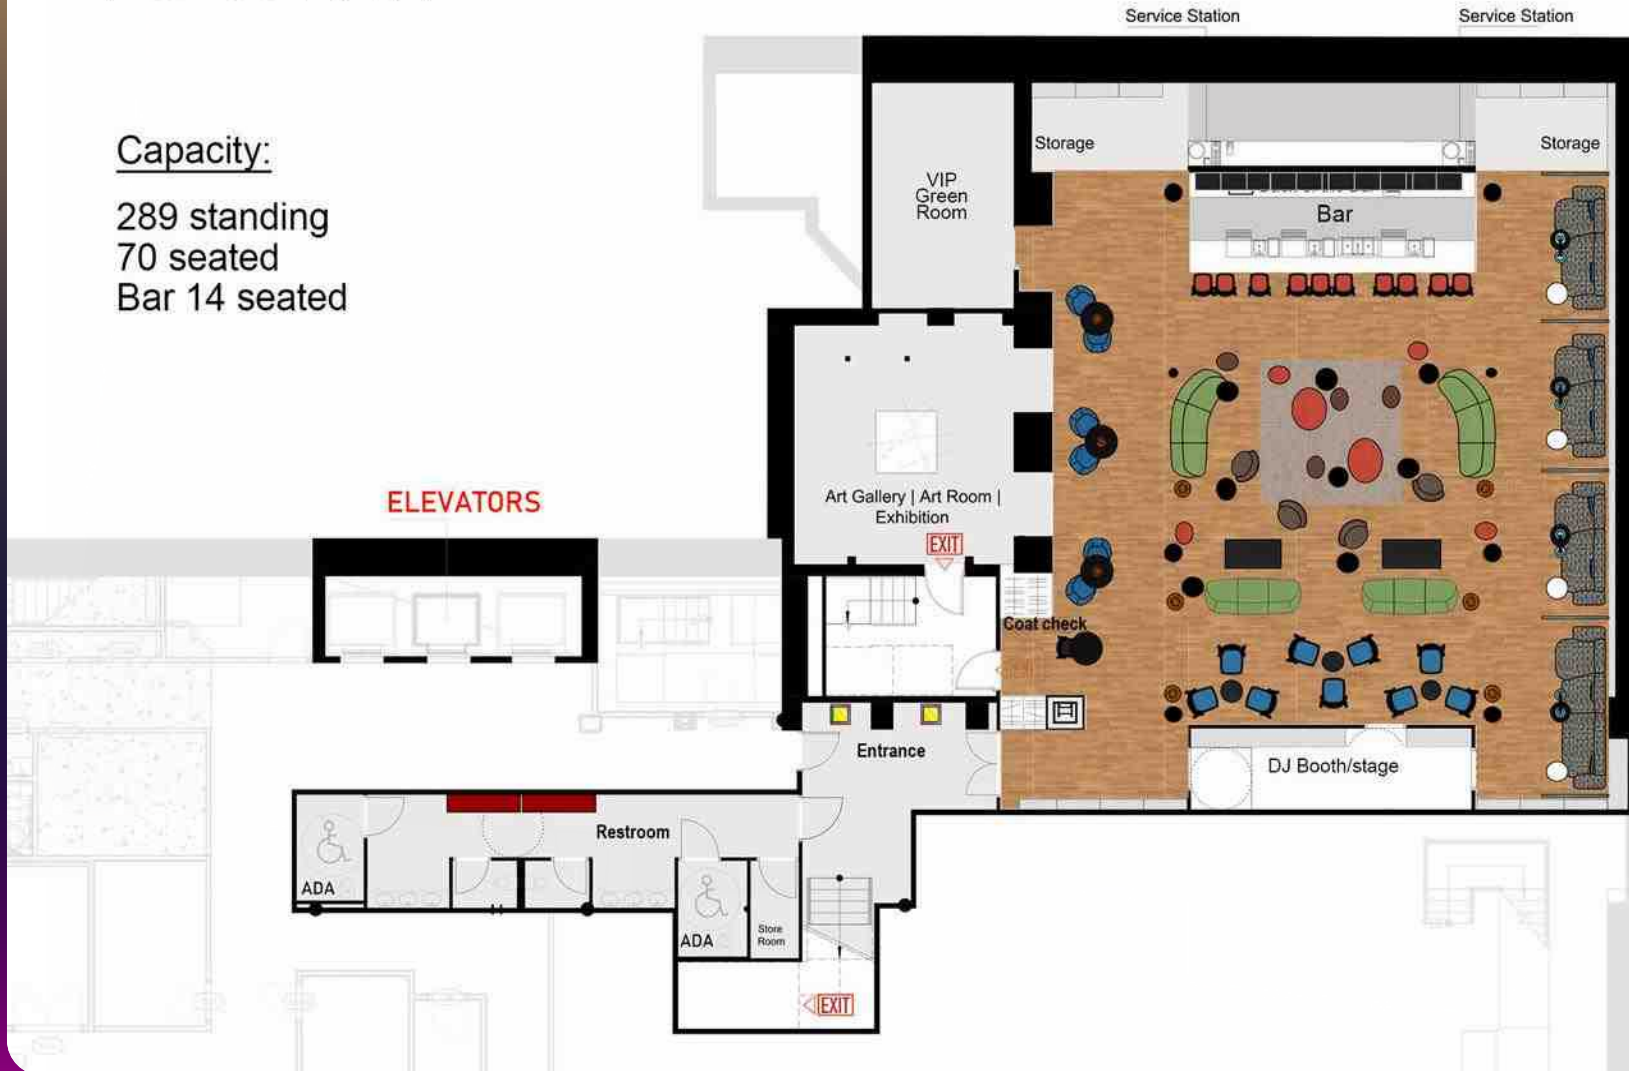 Service Station
Service Station
Capacity:
289 standing
70 seated
Bar 14 seated
Storage
Storage
VIP
Green
Room
Bar
ELEVATORS
Art Gallery | Art Room |
Exhibition
EXIT
Coat check
Entrance
DJ Booth/stage
Restroom
ADA
ADA
Store
Room
EXIT